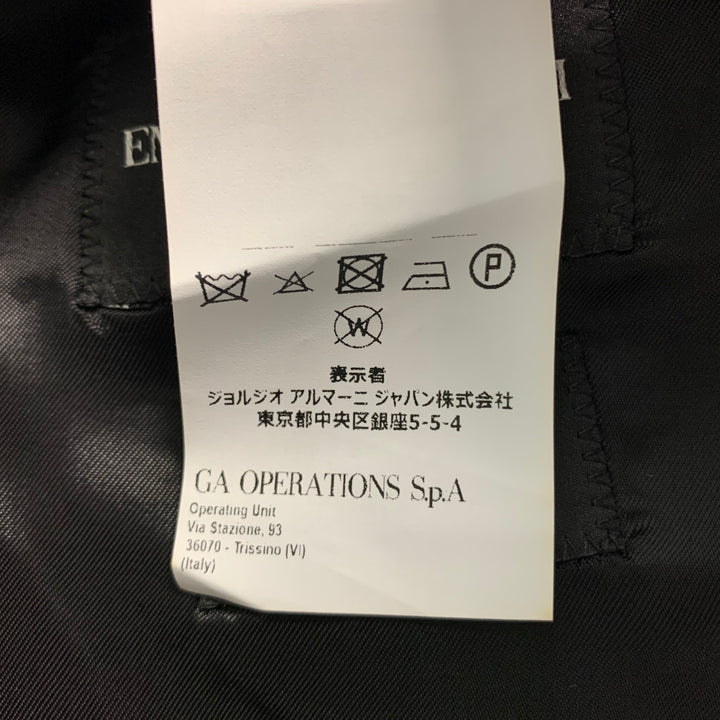 EN
P
W
表示者
ジョルジオ アルマーニ ジャパン株式会社
東京都中央区銀座5-5-4
GA OPERATIONS S.p.A
Operating Unit
Via Stazione, 93
36070 - Trissino (VI)
(Italy)